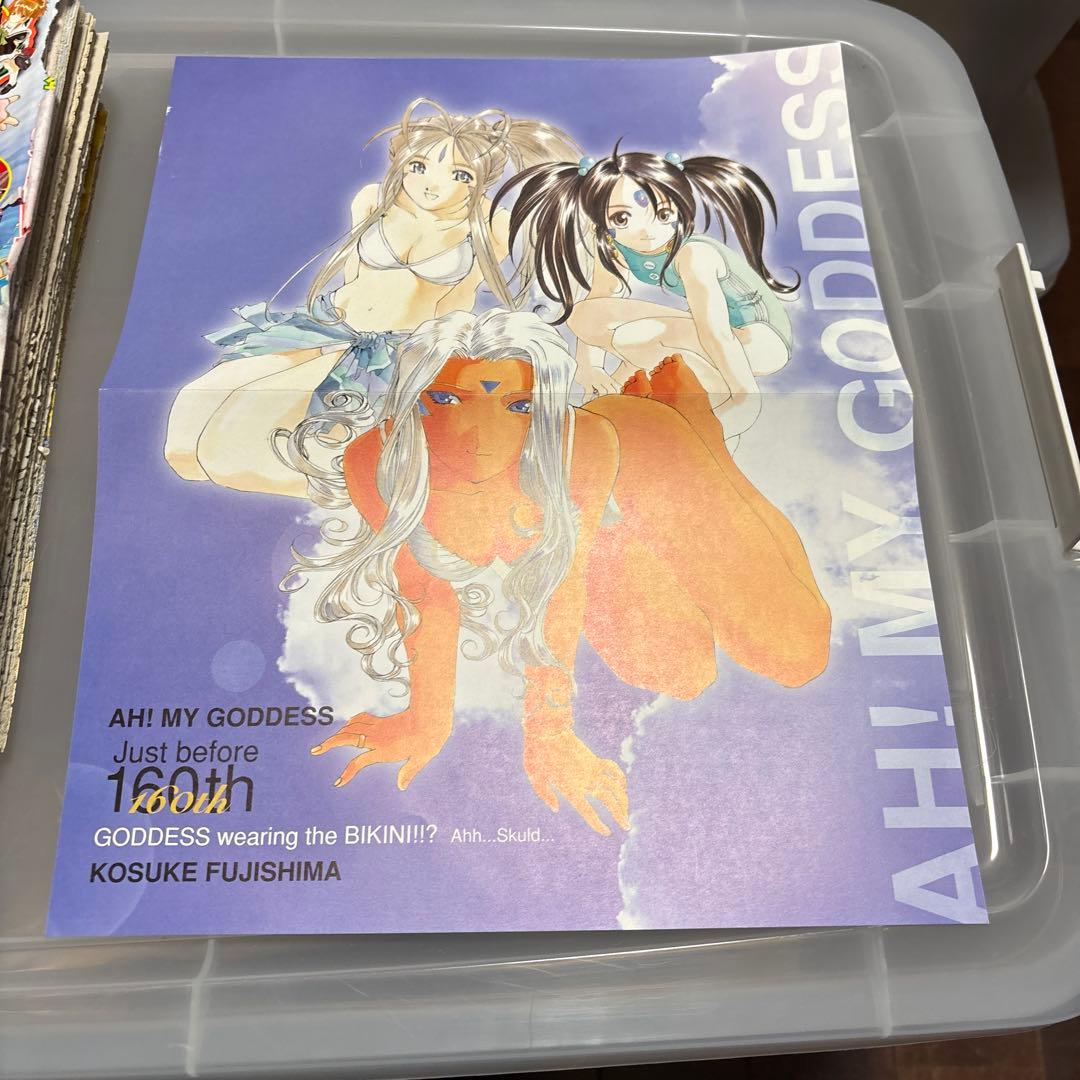 AH! MY GODDESS
AH! MY GODDESS
Just before
160th
160th
GODDESS wearing the BIKINI!!? Ahh...Skuld...
KOSUKE FUJISHIMA